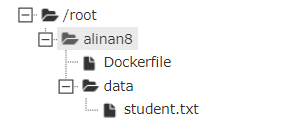 /root
alinan8
Dockerfile
data
student.txt